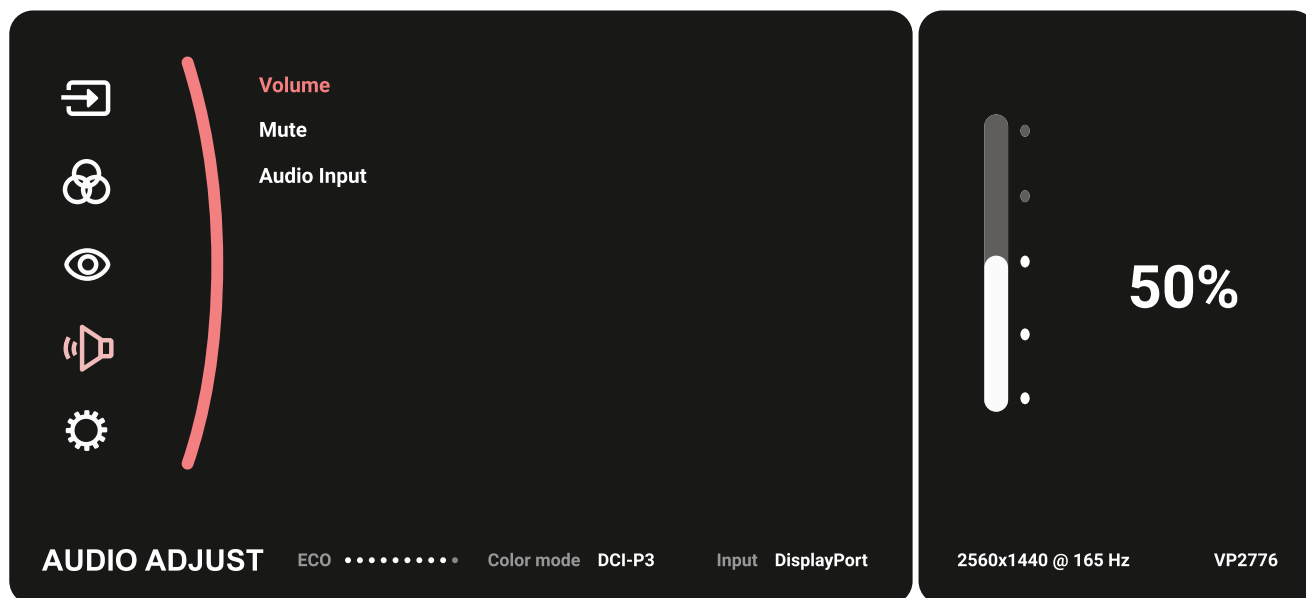 Volume
Mute
Audio Input
50%
AUDIO ADJUST ECO Color mode DCI-P3 Input DisplayPort 2560x1440 @ 165 Hz VP2776